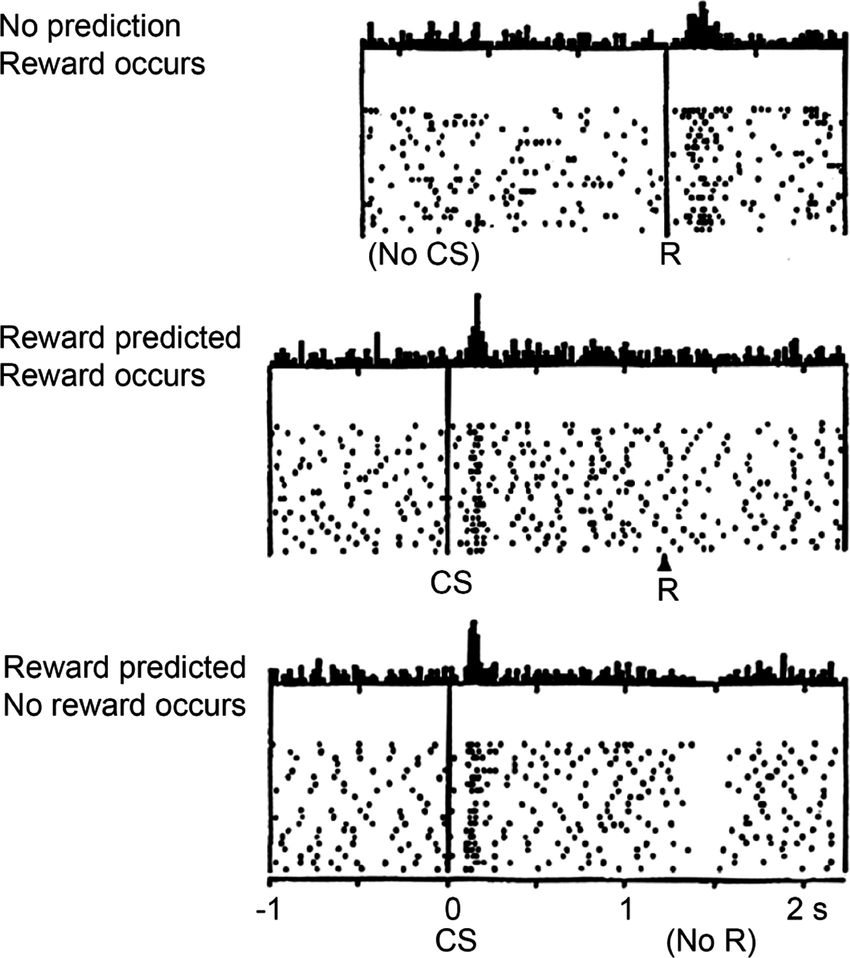 No prediction
Reward occurs
(No CS) R
Reward predicted
Reward occurs
CS R
Reward predicted
No reward occurs
-1 0 1 2 s
CS (No R)